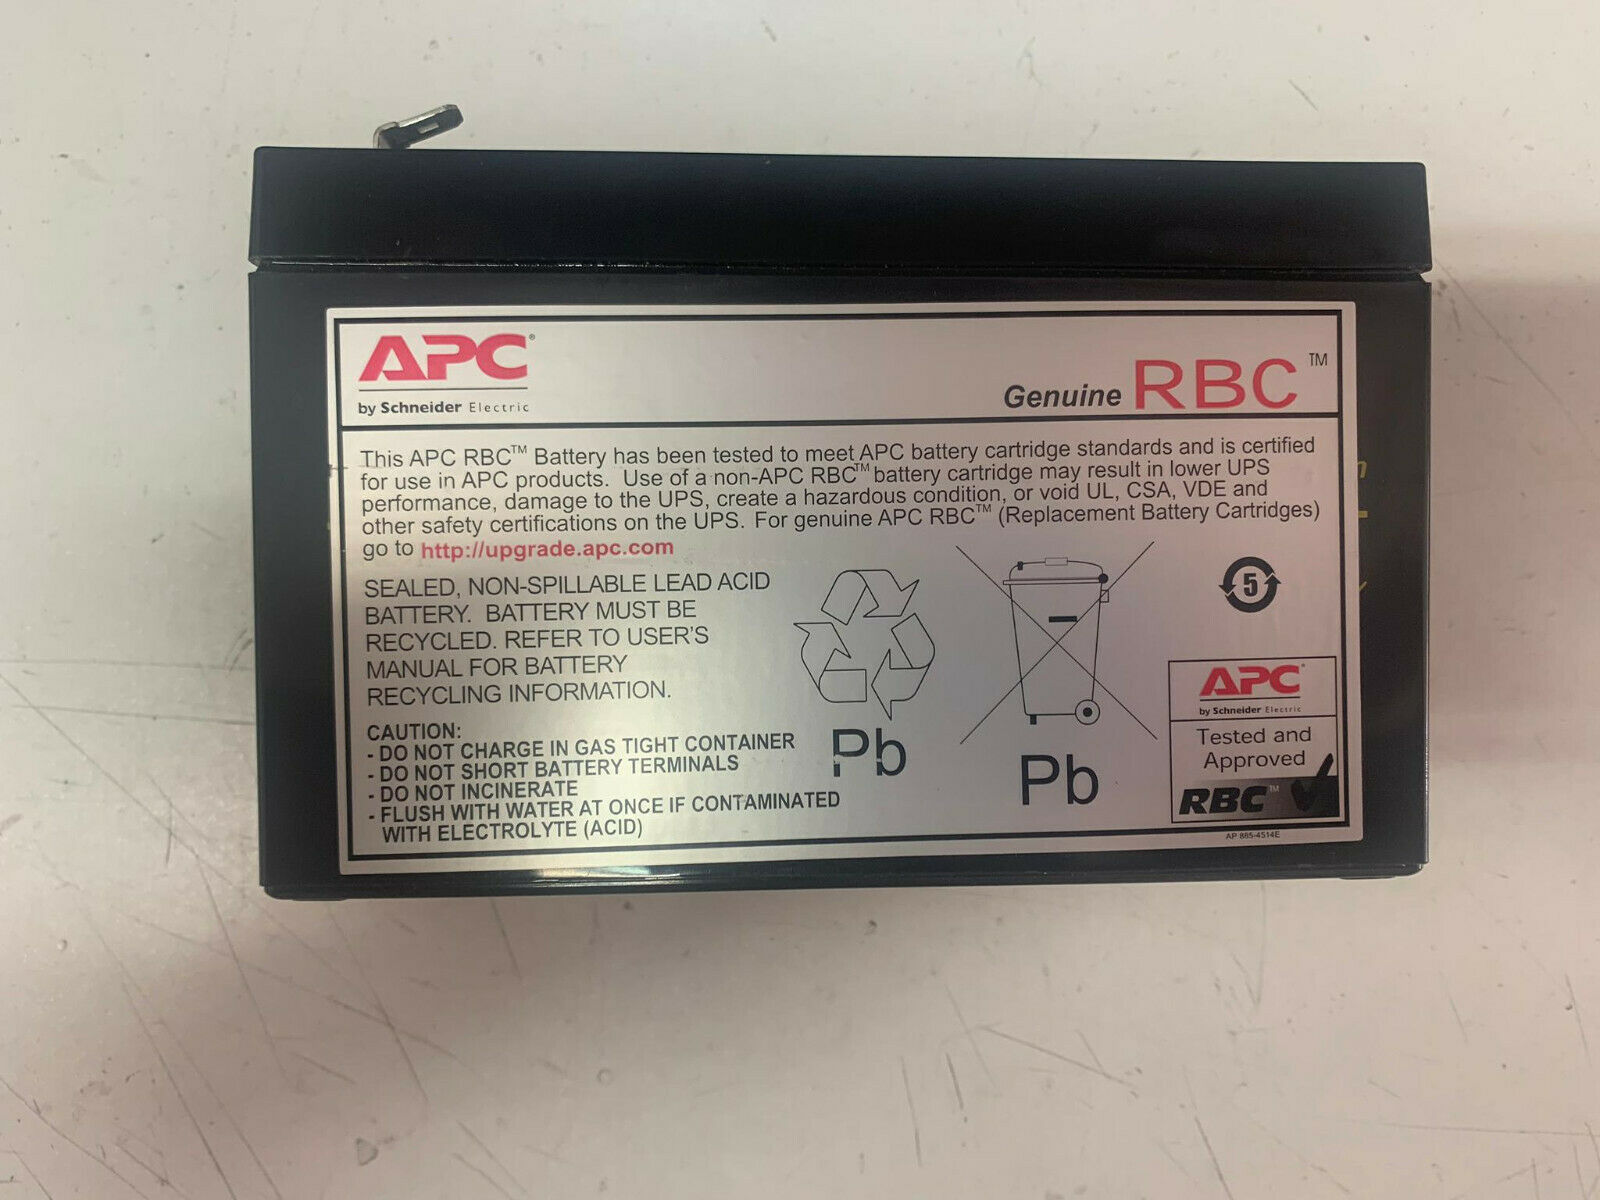 APC®
by Schneider Electric
Genuine RBC™
This APC RBC™ Battery has been tested to meet APC battery cartridge standards and is certified
for use in APC products. Use of a non-APC RBC™ battery cartridge may result in lower UPS
performance, damage to the UPS, create a hazardous condition, or void UL, CSA, VDE and
other safety certifications on the UPS. For genuine APC RBC™ (Replacement Battery Cartridges)
go to http://upgrade.apc.com
SEALED, NON-SPILLABLE LEAD ACID
BATTERY. BATTERY MUST BE
RECYCLED. REFER TO USER'S
MANUAL FOR BATTERY
RECYCLING INFORMATION.
CAUTION:
- DO NOT CHARGE IN GAS TIGHT CONTAINER
- DO NOT SHORT BATTERY TERMINALS
- DO NOT INCINERATE
- FLUSH WITH WATER AT ONCE IF CONTAMINATED
WITH ELECTROLYTE (ACID)
Pb
Pb
5
APC®
by Schneider Electric
Tested and
Approved
RBC™
AP 885-4514E